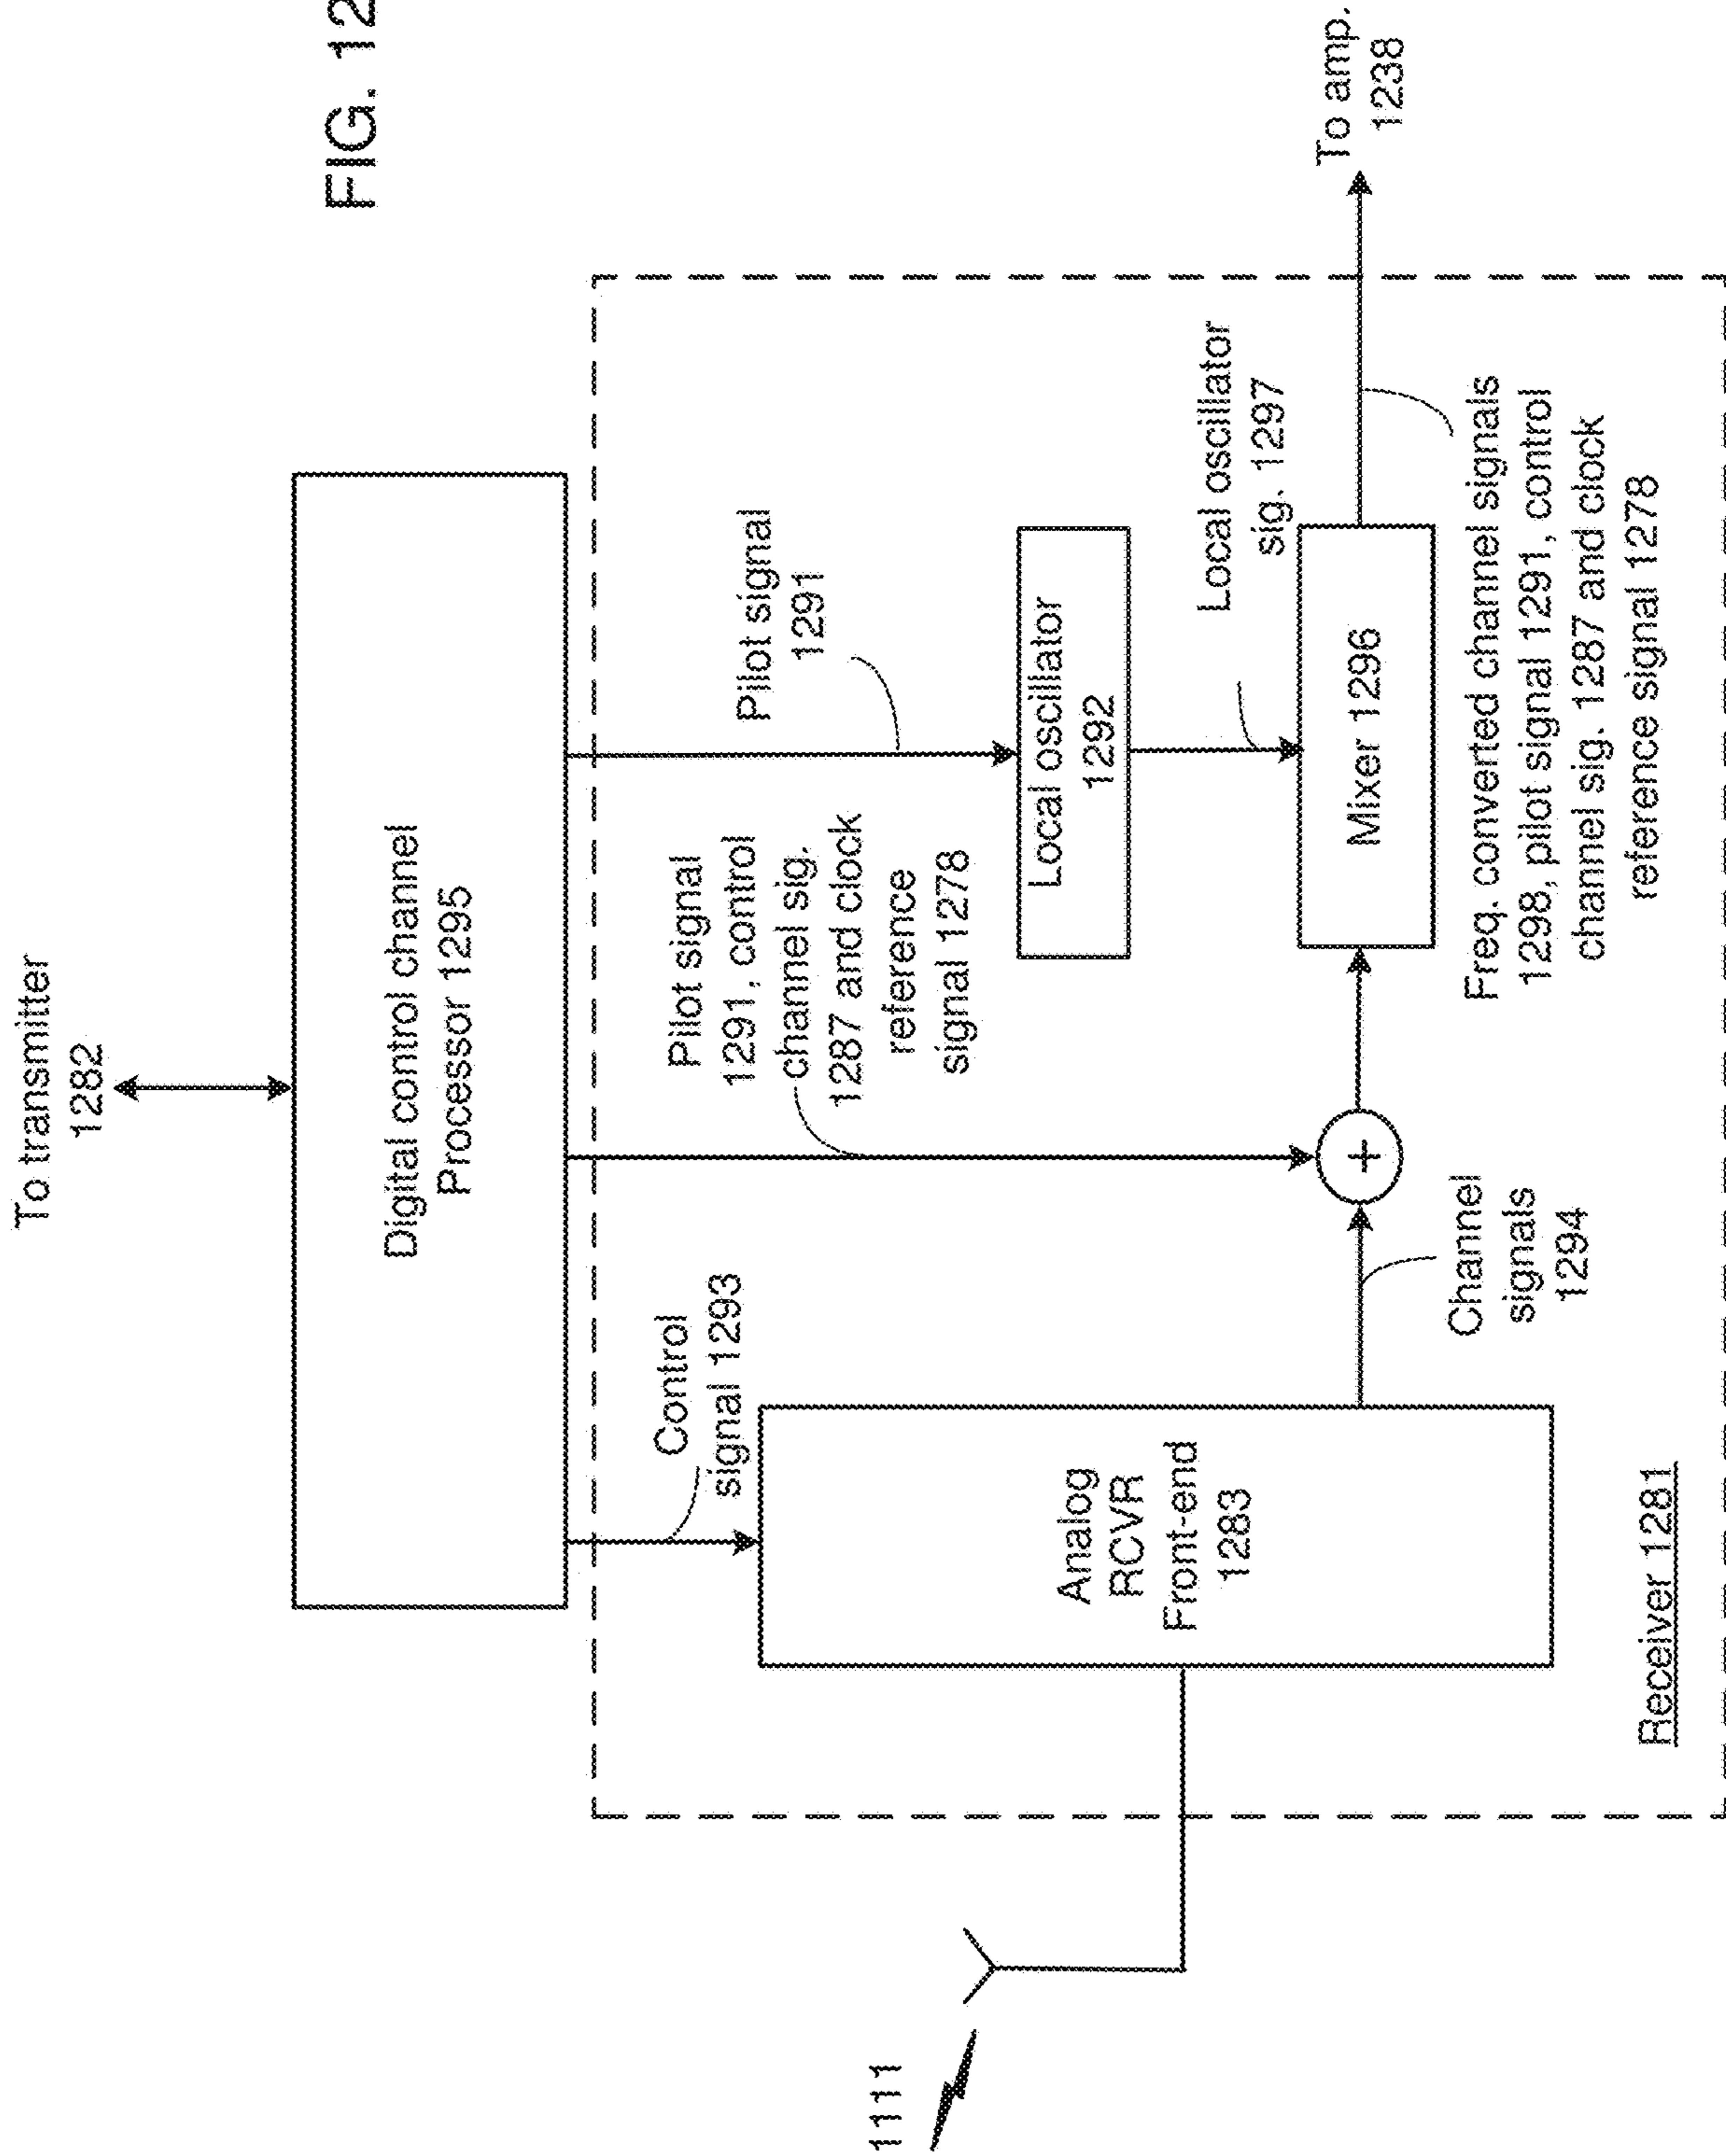 To transmitter
1282
FIG. 12
Digital control channel
Processor 1295
Control
signal 1293
Pilot signal
1291, control
channel sig.
1287 and clock
reference
signal 1278
Pilot signal
1291
1111
Analog
RCVR
Front-end
1283
Local oscillator
1292
Local oscillator
sig. 1297
To amp.
1238
Mixer 1296
+
Channel
signals
1294
Freq. converted channel signals
1298, pilot signal 1291, control
channel sig. 1287 and clock
reference signal 1278
Receiver 1281